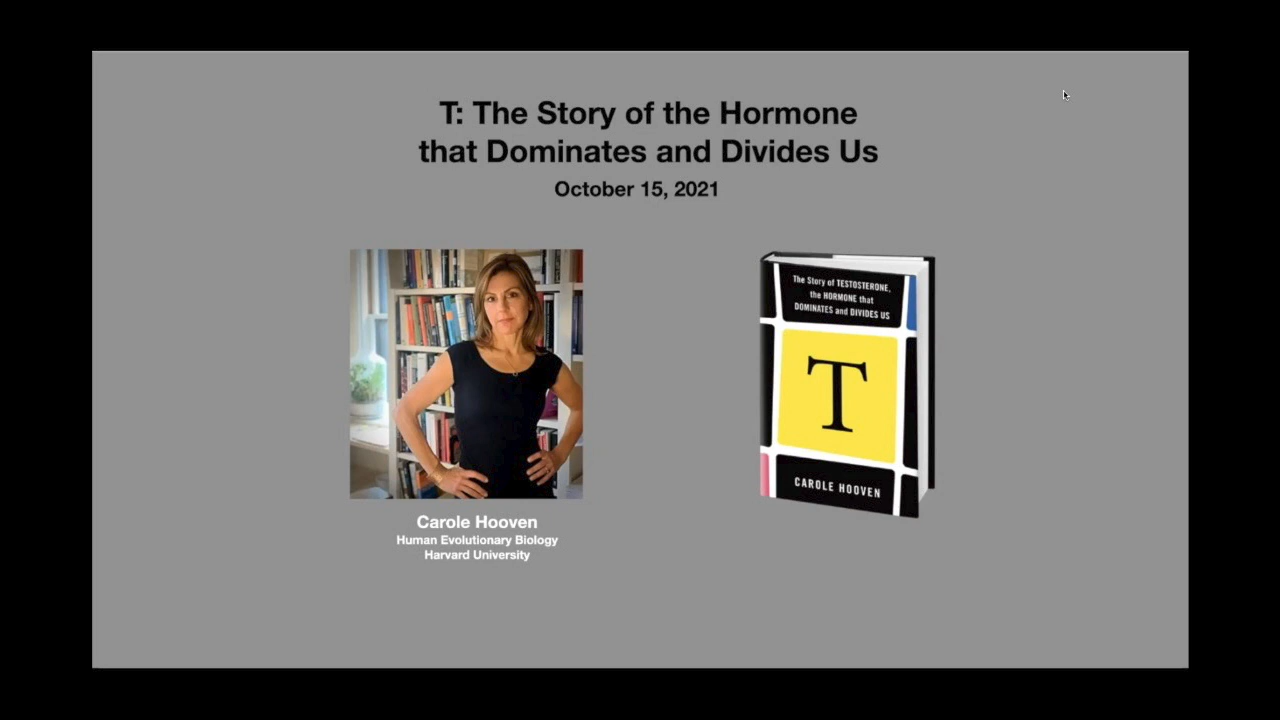 T: The Story of the Hormone
that Dominates and Divides Us
October 15, 2021
The Story of TESTOSTERONE,
the HORMONE that
DOMINATES and DIVIDES US
T
CAROLE HOOVEN
Carole Hooven
Human Evolutionary Biology
Harvard University